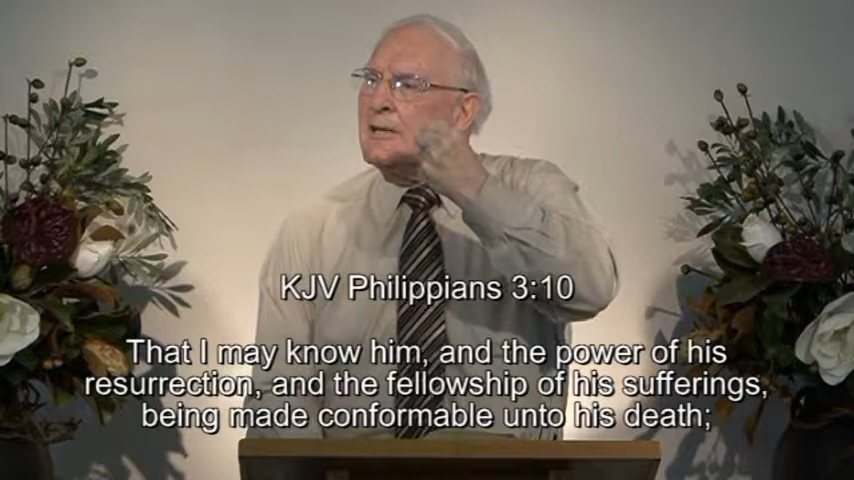 KJV Philippians 3:10
That I may know him, and the power of his
resurrection, and the fellowship of his sufferings,
being made conformable unto his death;